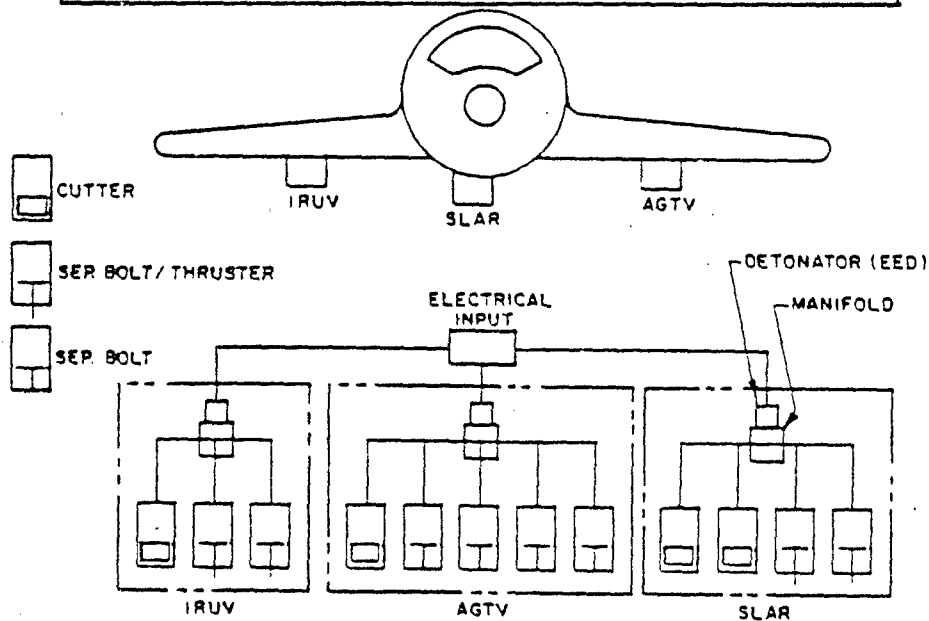 IRUV
SLAR
AGTV
CUTTER
SEP. BOLT / THRUSTER
SEP. BOLT
ELECTRICAL
INPUT
DETONATOR (EED)
MANIFOLD
IRUV
AGTV
SLAR